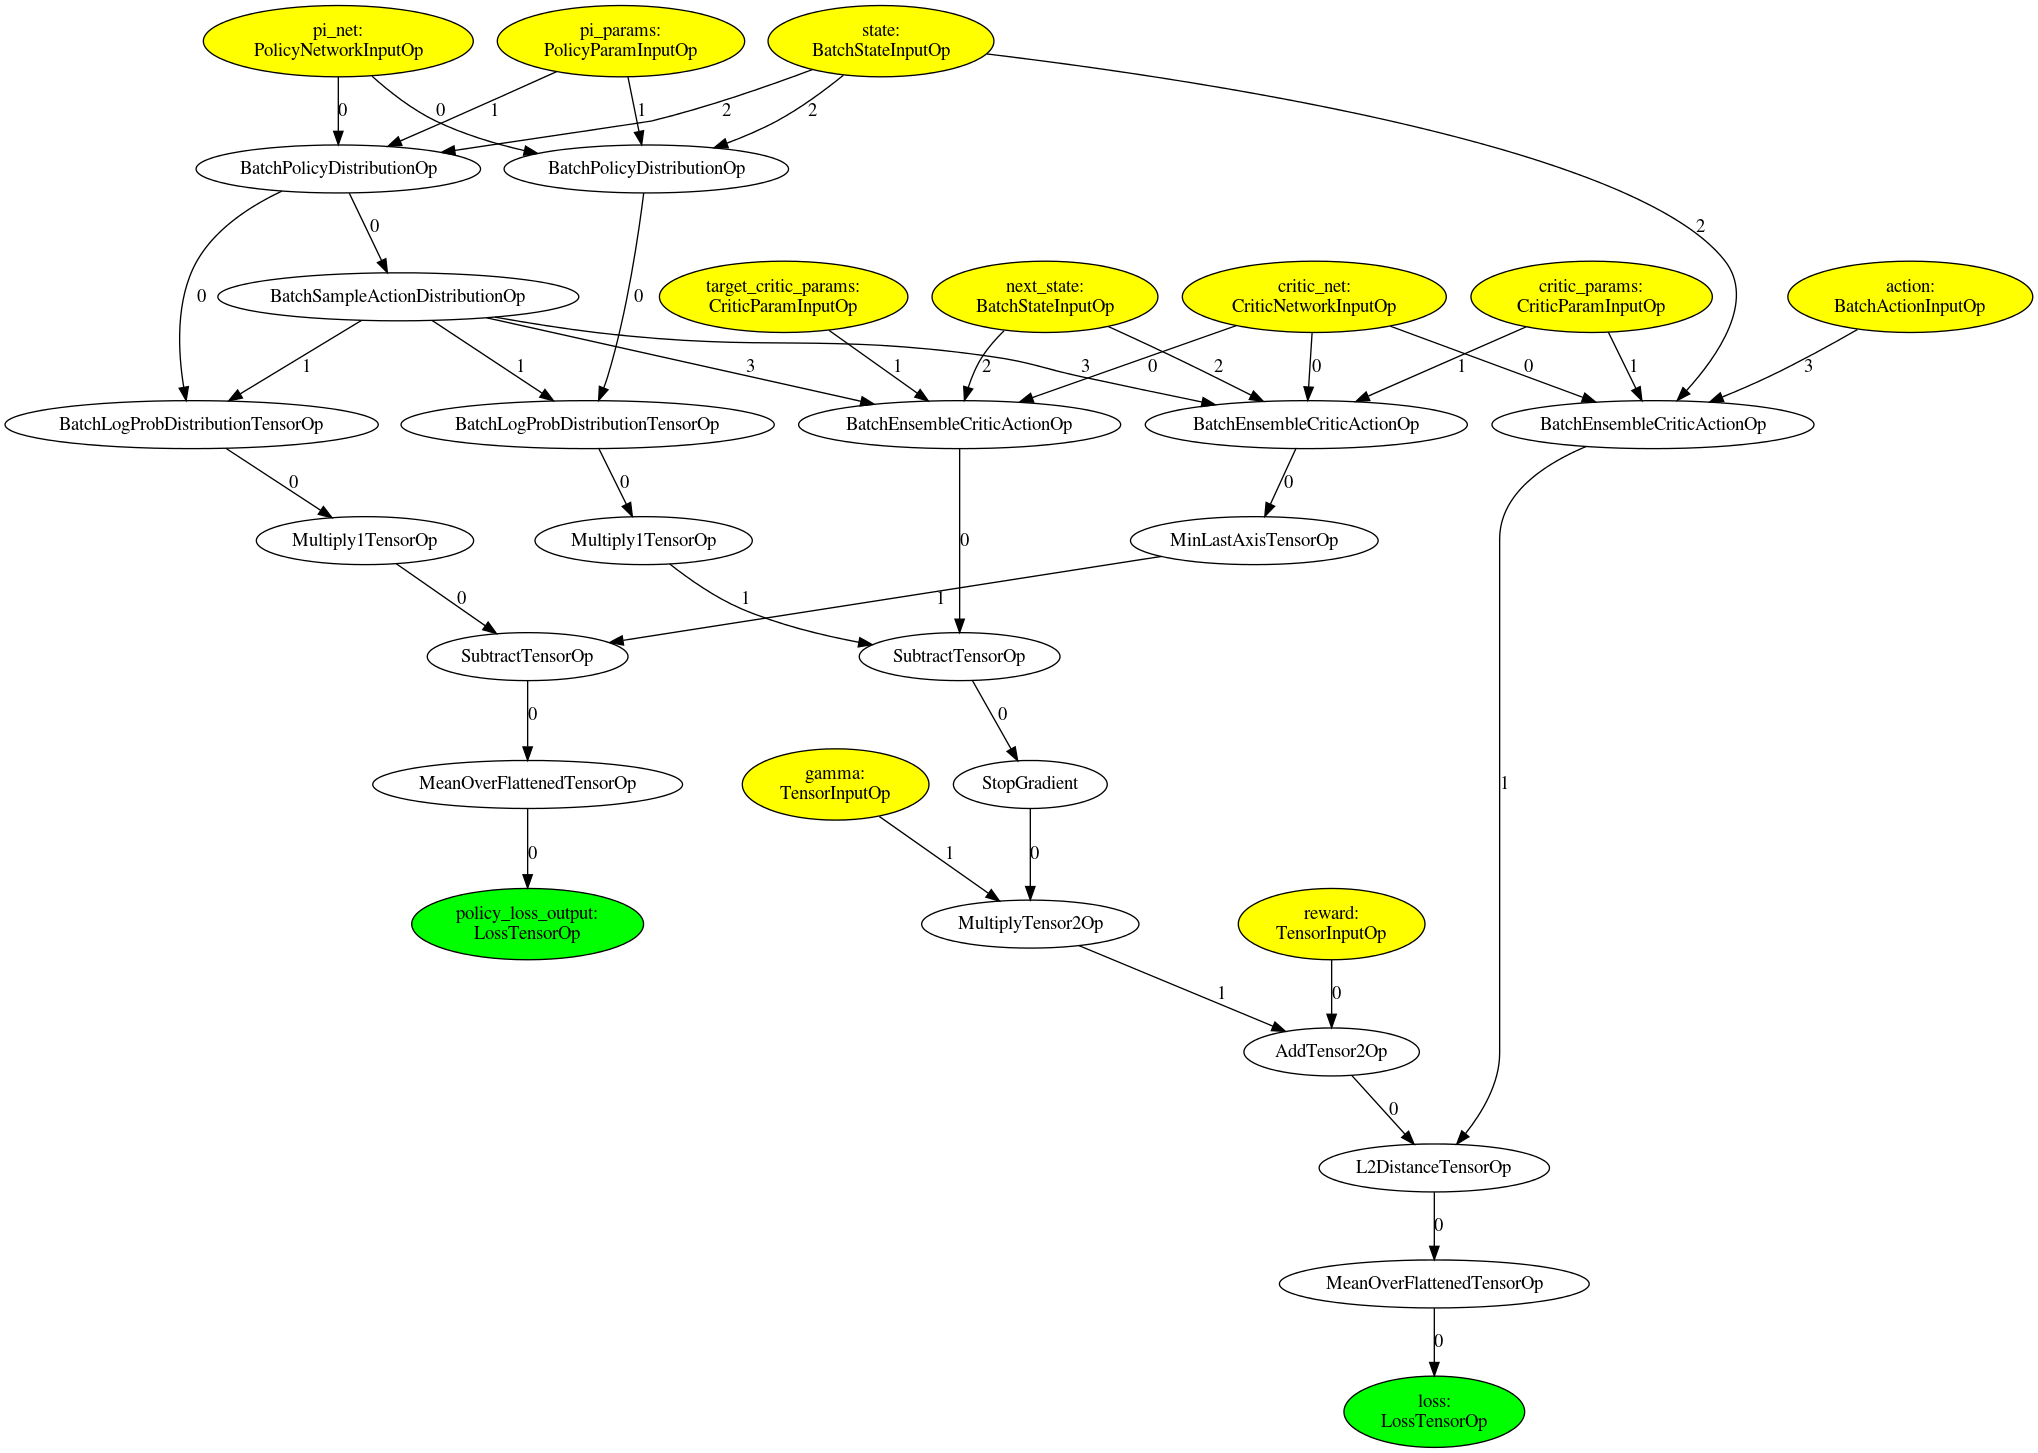 pi_net:
PolicyNetworkInputOp
pi_params:
PolicyParamInputOp
state:
BatchStateInputOp
0
0
1
1
2
2
BatchPolicyDistributionOp
BatchPolicyDistributionOp
0
2
BatchSampleActionDistributionOp
target_critic_params:
CriticParamInputOp
next_state:
BatchStateInputOp
critic_net:
CriticNetworkInputOp
critic_params:
CriticParamInputOp
action:
BatchActionInputOp
0
0
1
1
3
1
2
3
0
2
0
1
0
1
3
BatchLogProbDistributionTensorOp
BatchLogProbDistributionTensorOp
BatchEnsembleCriticActionOp
BatchEnsembleCriticActionOp
BatchEnsembleCriticActionOp
0
0
0
Multiply1TensorOp
Multiply1TensorOp
0
MinLastAxisTensorOp
0
1
1
SubtractTensorOp
SubtractTensorOp
0
0
MeanOverFlattenedTensorOp
gamma:
TensorInputOp
StopGradient
1
0
1
0
policy_loss_output:
LossTensorOp
MultiplyTensor2Op
reward:
TensorInputOp
1
0
AddTensor2Op
0
L2DistanceTensorOp
0
MeanOverFlattenedTensorOp
0
loss:
LossTensorOp